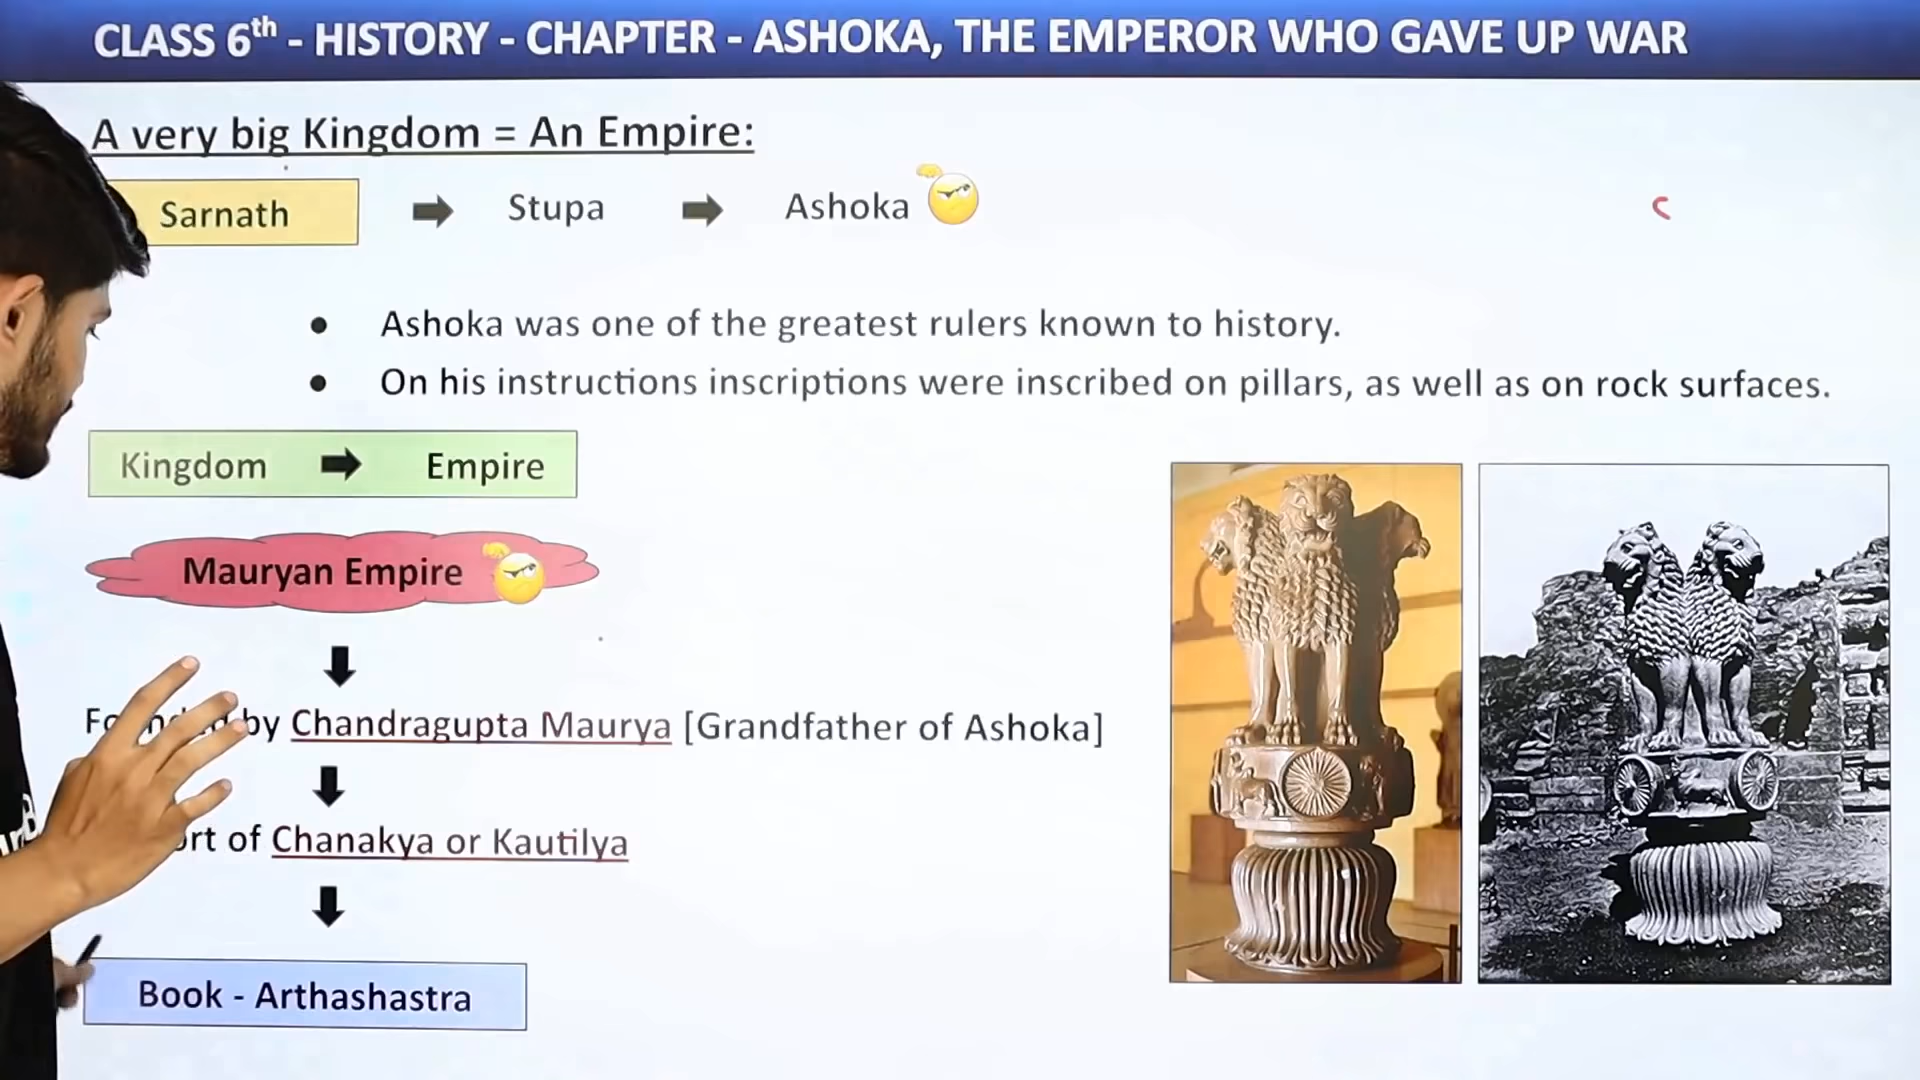 CLASS 6th - HISTORY - CHAPTER - ASHOKA, THE EMPEROR WHO GAVE UP WAR
A very big Kingdom = An Empire:
Sarnath ➡ Stupa ➡ Ashoka
● Ashoka was one of the greatest rulers known to history.
● On his instructions inscriptions were inscribed on pillars, as well as on rock surfaces.
Kingdom ➡ Empire
Mauryan Empire
by Chandragupta Maurya [Grandfather of Ashoka]
of Chanakya or Kautilya
Book - Arthashastra